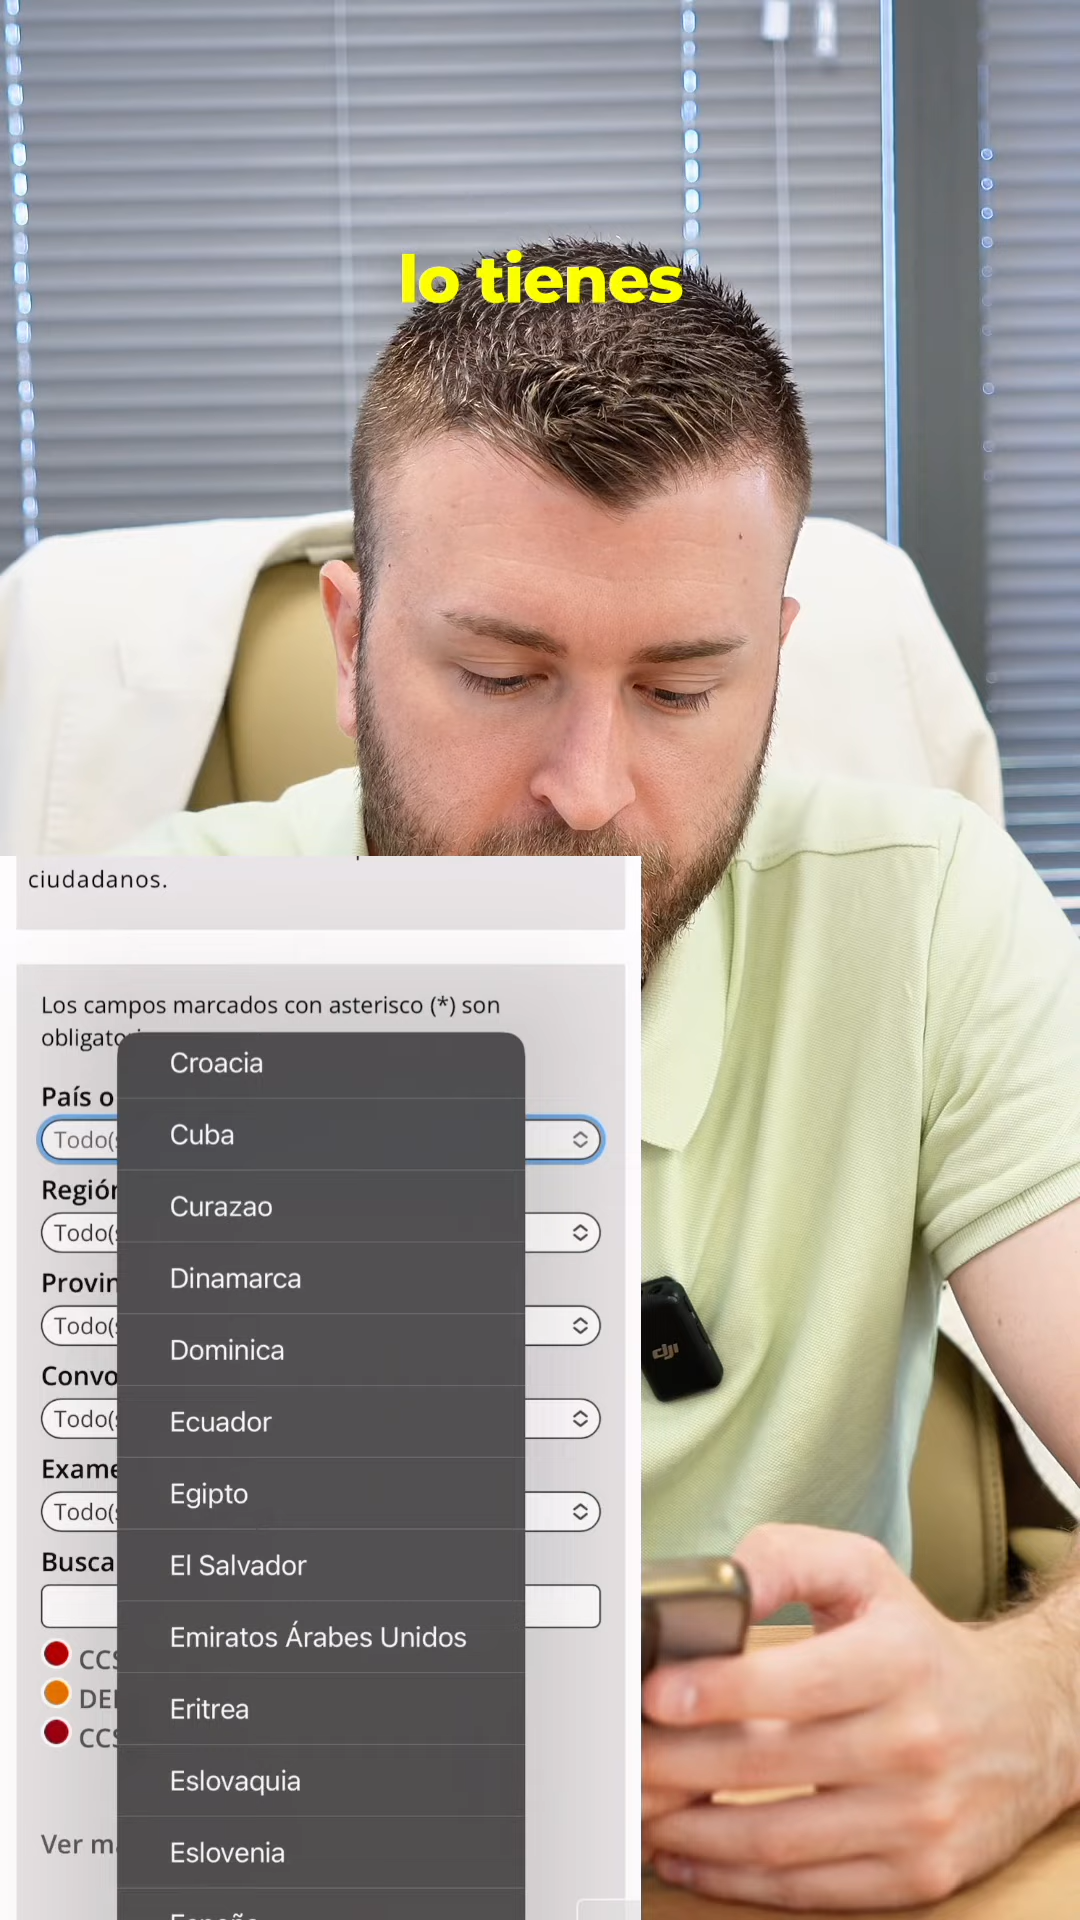 lo tienes
ciudadanos.
Los campos marcados con asterisco (*) son
obligato
País o
Todo(
Región
Todo(
Provin
Todo(
Convo
Todo(
Exame
Todo(
Busca
CCS
DEL
CCS
Ver m
Croacia
Cuba
Curazao
Dinamarca
Dominica
Ecuador
Egipto
El Salvador
Emiratos Árabes Unidos
Eritrea
Eslovaquia
Eslovenia
dji